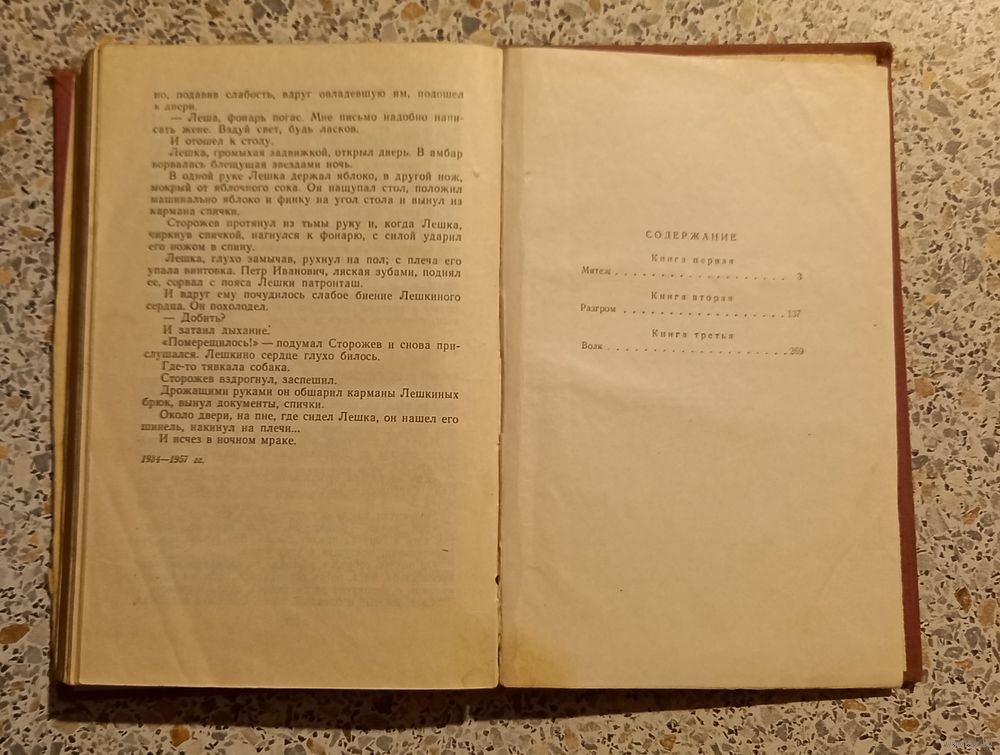 но, подавив слабость, вдруг овладевшую им, подошел
к двери.
— Леша, фонарь погас. Мне письмо надобно напи-
сать жене. Вздуй свет, будь ласков.
И отошел к столу.
Лешка, громыхая задвижкой, открыл дверь. В амбар
ворвалась блещущая звездами ночь.
В одной руке Лешка держал яблоко, в другой нож,
мокрый от яблочного сока. Он нащупал стол, положил
машинально яблоко и финку на угол стола и вынул из
кармана спички.
Сторожев протянул из тьмы руку и, когда Лешка,
чиркнув спичкой, нагнулся к фонарю, с силой ударил
его ножом в спину.
Лешка, глухо замычав, рухнул на пол; с плеча его
упала винтовка. Петр Иванович, ляская зубами, поднял
ее, сорвал с пояса Лешки патронташ.
И вдруг ему почудилось слабое биение Лешкиного
сердца. Он похолодел.
— Добить?
И затаил дыхание.
«Померещилось!» — подумал Сторожев и снова при-
слушался. Лешкино сердце глухо билось.
Где-то тявкала собака.
Сторожев вздрогнул, заспешил.
Дрожащими руками он обшарил карманы Лешкиных
брюк, вынул документы, спички.
Около двери, на пне, где сидел Лешка, он нашел его
шинель, накинул на плечи...
И исчез в ночном мраке.
1934—1957 гг.
СОДЕРЖАНИЕ
Книга первая
Мятеж . . . . . . . . . . . . . . . . . . 3
Книга вторая
Разгром . . . . . . . . . . . . . . . . . 137
Книга третья
Волк . . . . . . . . . . . . . . . . . . 269